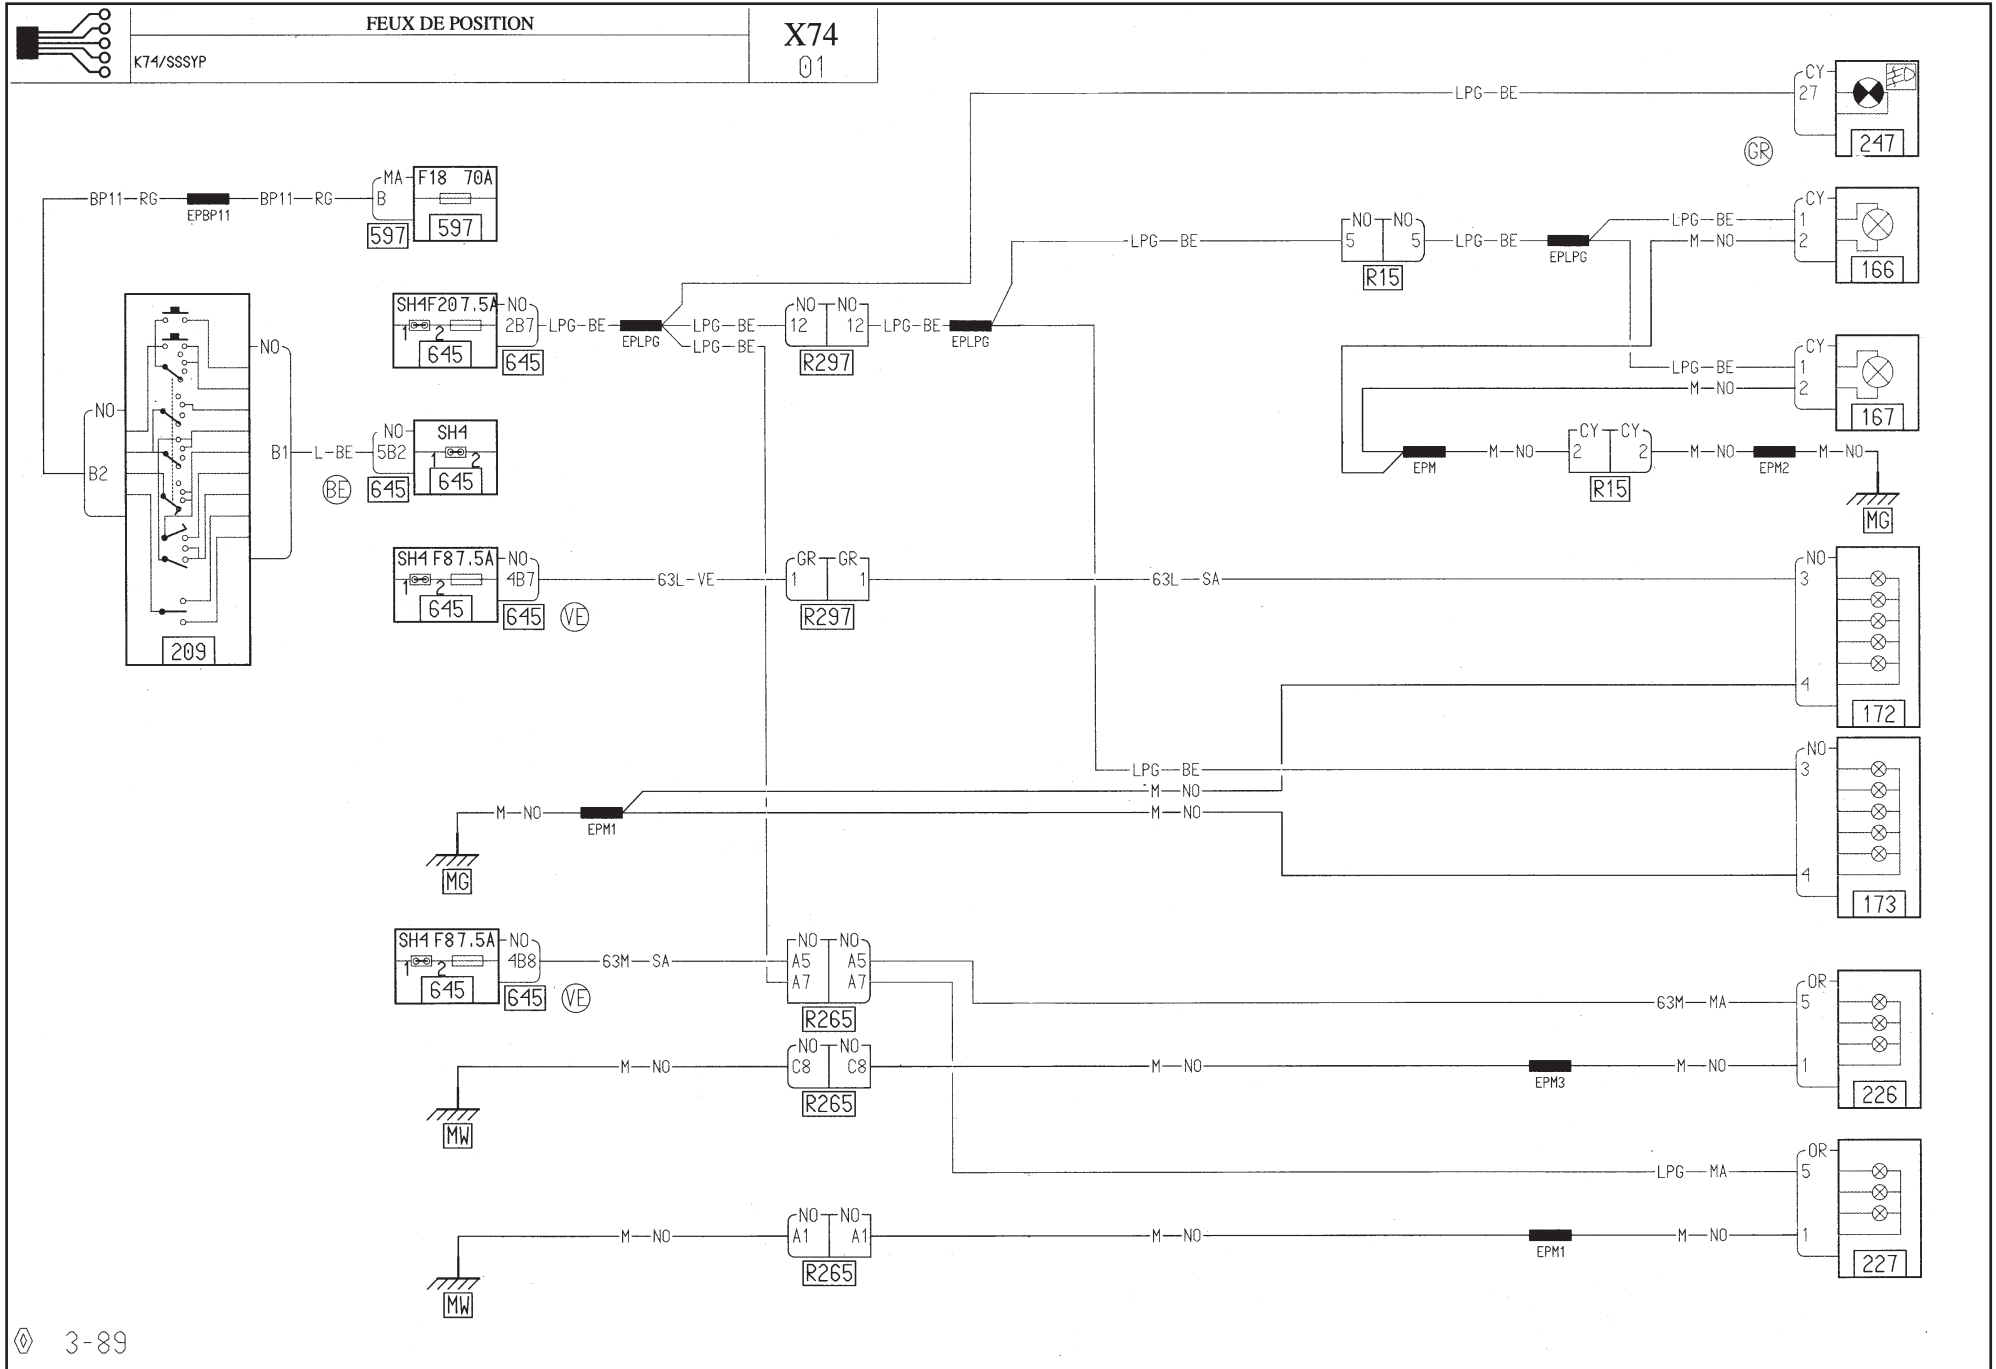 FEUX DE POSITION
X74
K74/SSSYP
01
LPG BE
CY
27
247
GR
BP11 RG
EPBP11
BP11 RG
MA
B
597
F18 70A
597
CY
LPG BE
1
M NO
2
166
LPG BE
NO NO
5 5
R15
LPG BE
EPLPG
SH4F20 7.5A
1 2
645
NO
2B7
645
LPG BE
EPLPG
LPG BE
LPG BE
NO NO
12 12
R297
LPG BE
EPLPG
CY
LPG BE
1
M NO
2
167
NO
B2
NO
B1
209
L BE
BE
NO
5B2
645
SH4
1 2
645
EPM
M NO
CY CY
2 2
R15
M NO
EPM2
M NO
MG
SH4 F8 7.5A
1 2
645
NO
4B7
645
VE
63L VE
GR GR
1 1
R297
63L SA
NO
3
4
172
NO
LPG BE
3
M NO
M NO
EPM1
M NO
MG
4
173
SH4 F8 7.5A
1 2
645
NO
4B8
645
VE
63M SA
NO NO
A5 A5
A7 A7
R265
63M MA
OR
5
NO NO
M NO
C8 C8
R265
M NO
EPM3
M NO
1
226
MW
LPG MA
OR
5
NO NO
M NO
A1 A1
R265
M NO
EPM1
M NO
1
227
MW
3-89